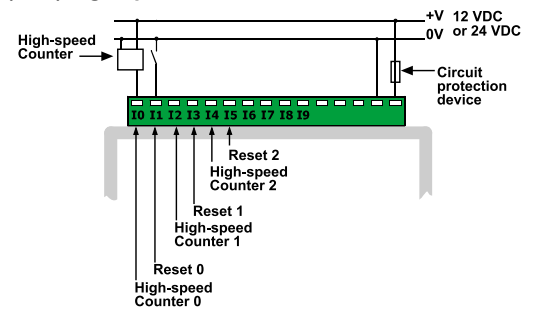 +V 12 VDC
0V or 24 VDC
High-speed
Counter
Circuit
protection
device
I0 I1 I2 I3 I4 I5 I6 I7 I8 I9
Reset 2
High-speed
Counter 2
Reset 1
High-speed
Counter 1
Reset 0
High-speed
Counter 0